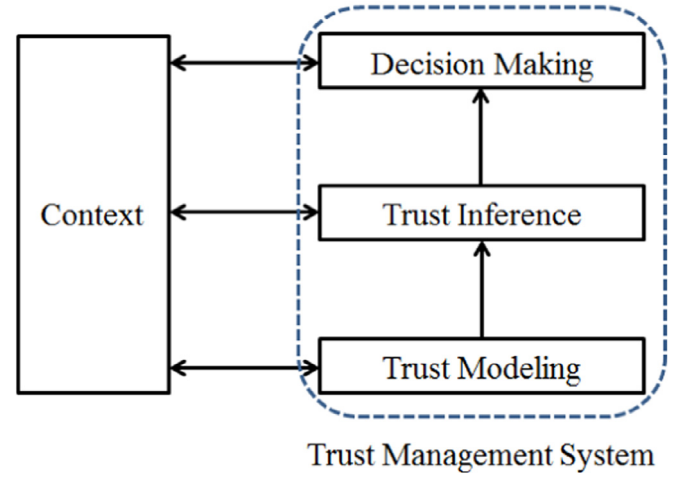 Decision Making
Context
Trust Inference
Trust Modeling
Trust Management System